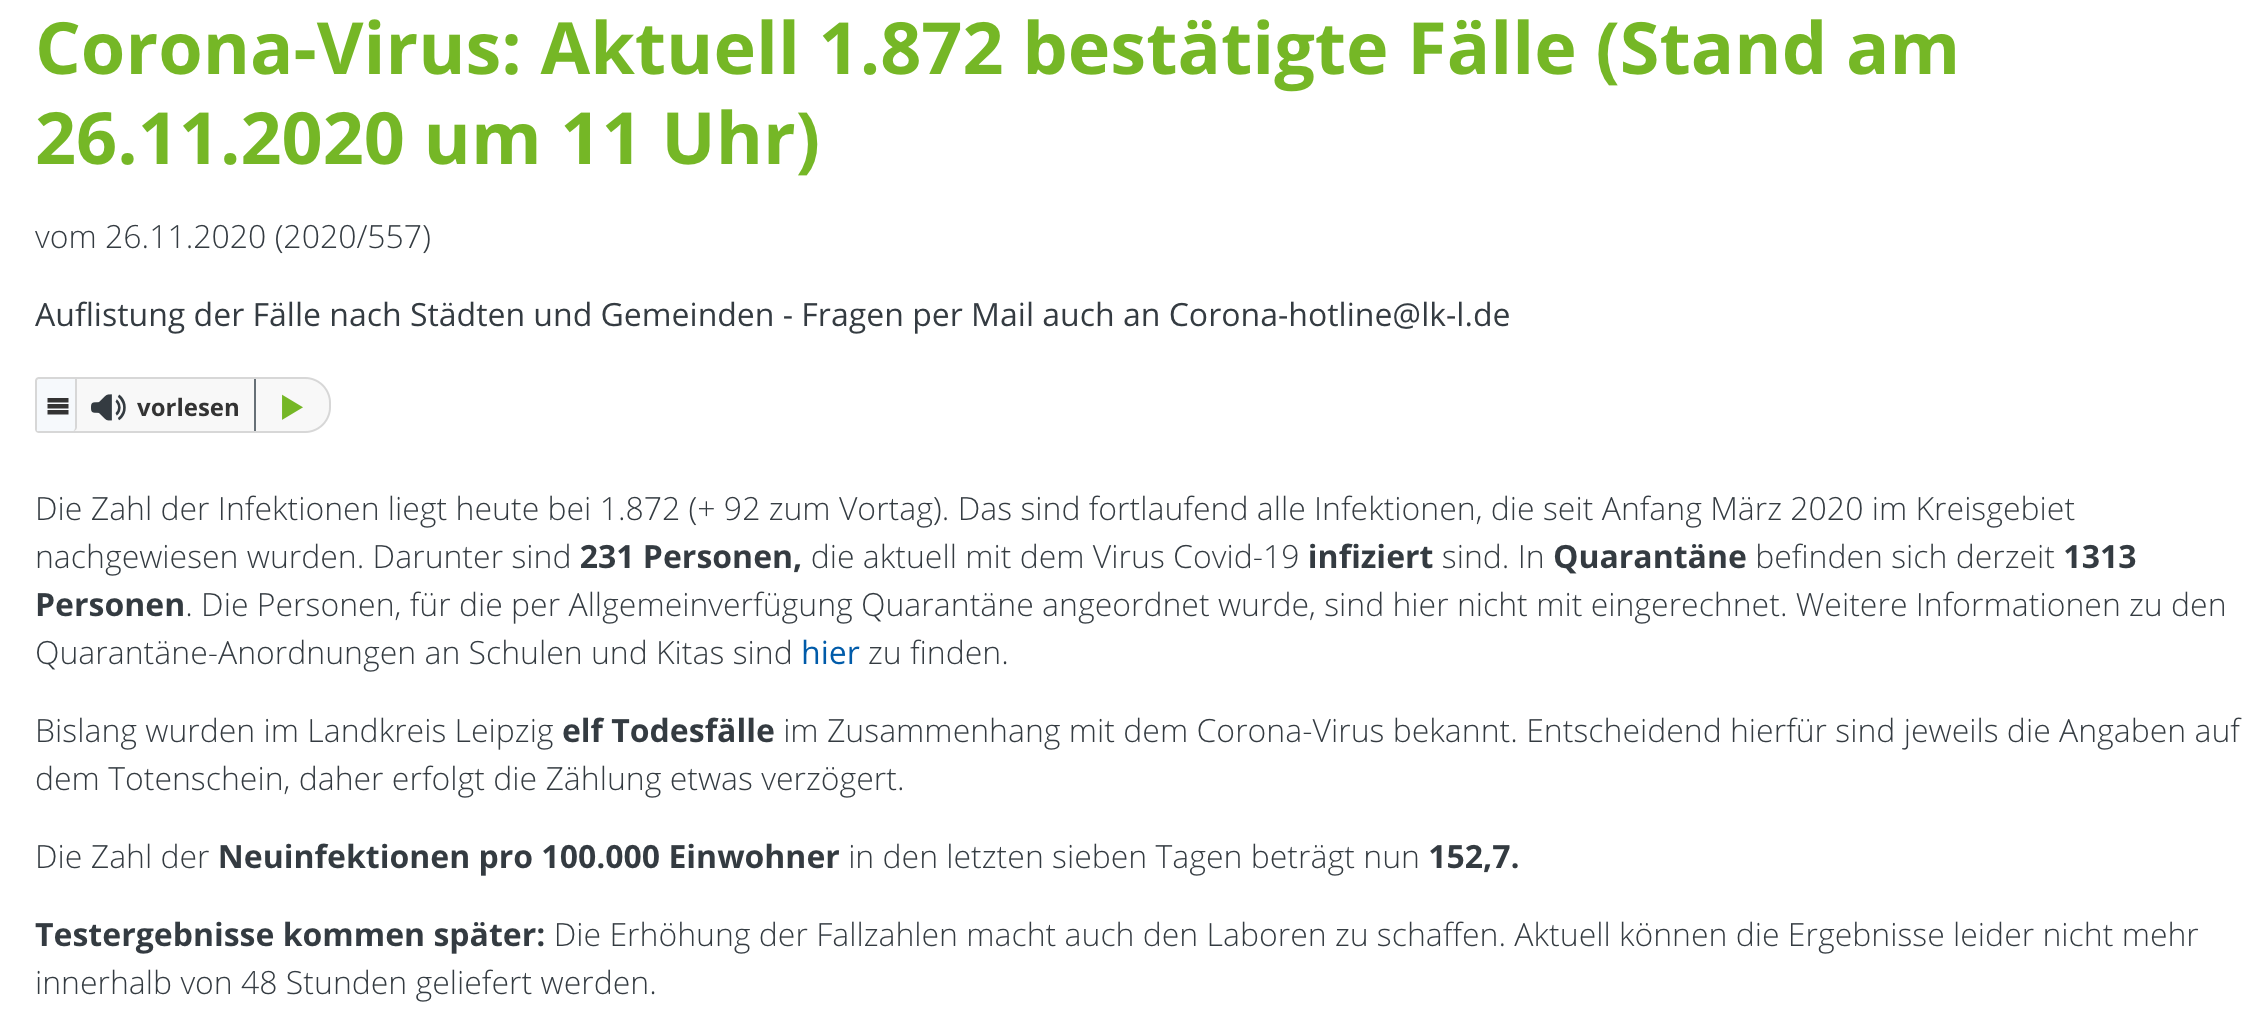 Corona-Virus: Aktuell 1.872 bestätigte Fälle (Stand am
26.11.2020 um 11 Uhr)
vom 26.11.2020 (2020/557)
Auflistung der Fälle nach Städten und Gemeinden - Fragen per Mail auch an Corona-hotline@lk-l.de
vorlesen
Die Zahl der Infektionen liegt heute bei 1.872 (+ 92 zum Vortag). Das sind fortlaufend alle Infektionen, die seit Anfang März 2020 im Kreisgebiet
nachgewiesen wurden. Darunter sind 231 Personen, die aktuell mit dem Virus Covid-19 infiziert sind. In Quarantäne befinden sich derzeit 1313
Personen. Die Personen, für die per Allgemeinverfügung Quarantäne angeordnet wurde, sind hier nicht mit eingerechnet. Weitere Informationen zu den
Quarantäne-Anordnungen an Schulen und Kitas sind hier zu finden.
Bislang wurden im Landkreis Leipzig elf Todesfälle im Zusammenhang mit dem Corona-Virus bekannt. Entscheidend hierfür sind jeweils die Angaben auf
dem Totenschein, daher erfolgt die Zählung etwas verzögert.
Die Zahl der Neuinfektionen pro 100.000 Einwohner in den letzten sieben Tagen beträgt nun 152,7.
Testergebnisse kommen später: Die Erhöhung der Fallzahlen macht auch den Laboren zu schaffen. Aktuell können die Ergebnisse leider nicht mehr
innerhalb von 48 Stunden geliefert werden.